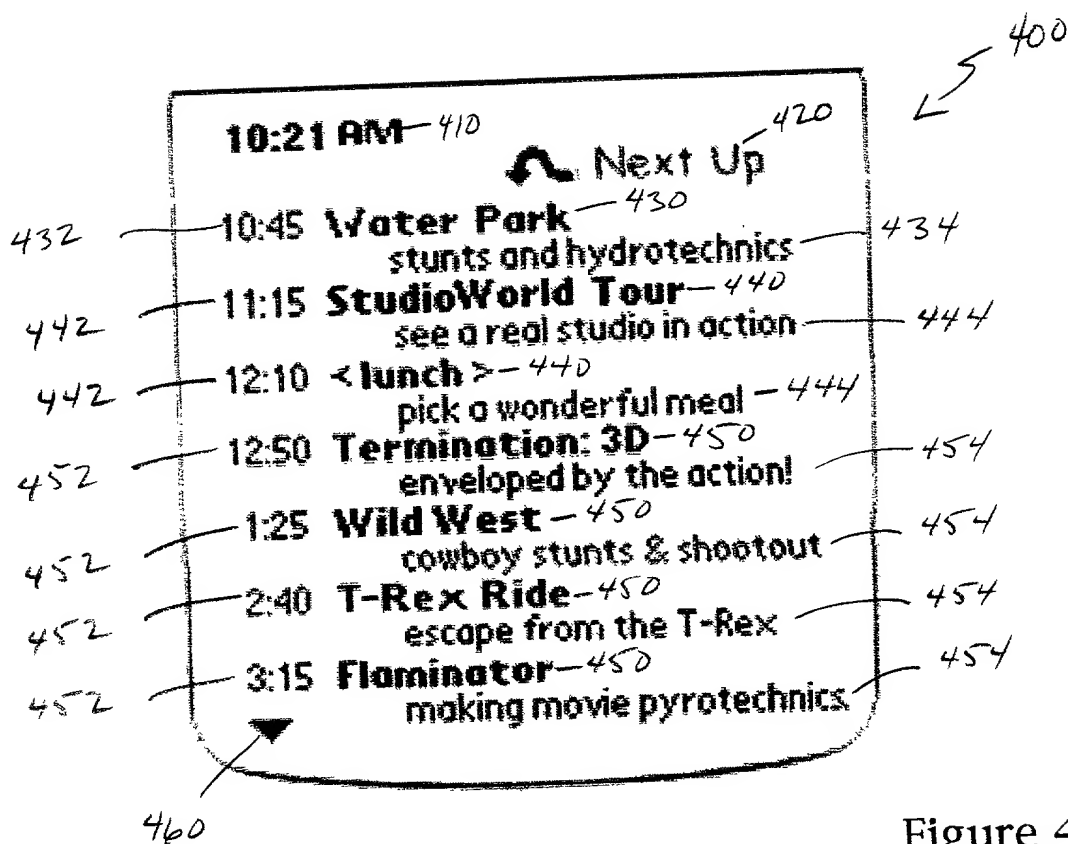 400
10:21 AM 410
420
Next Up
432 10:45 Water Park 430
stunts and hydrotechnics 434
442 11:15 StudioWorld Tour 440
see a real studio in action 444
442 12:10 <lunch> 440
pick a wonderful meal 444
452 12:50 Termination: 3D 450
enveloped by the action! 454
452 1:25 Wild West 450
cowboy stunts & shootout 454
452 2:40 T-Rex Ride 450
escape from the T-Rex 454
452 3:15 Flaminator 450
making movie pyrotechnics 454
460
Figure 4